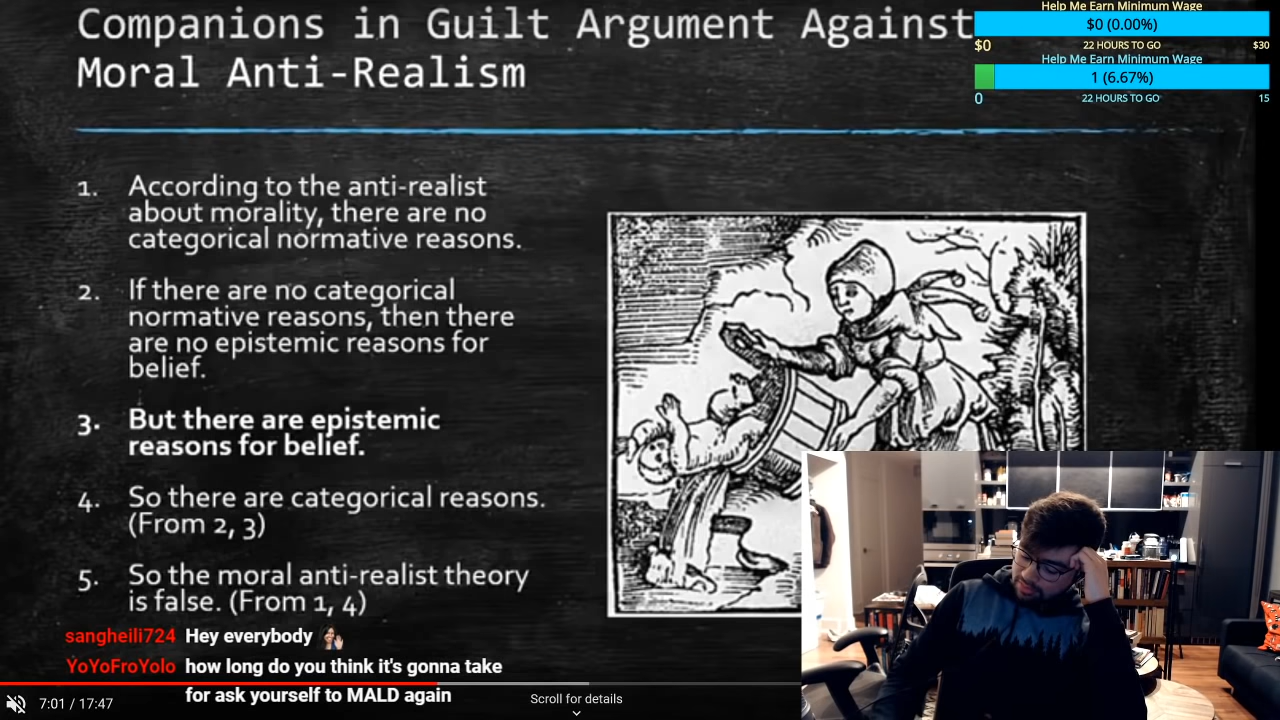 Companions in Guilt Argument Against
Moral Anti-Realism
Help Me Earn Minimum Wage
$0 (0.00%)
$0 22 HOURS TO GO $30
Help Me Earn Minimum Wage
1 (6.67%)
0 22 HOURS TO GO 15
1. According to the anti-realist
about morality, there are no
categorical normative reasons.
2. If there are no categorical
normative reasons, then there
are no epistemic reasons for
belief.
3. But there are epistemic
reasons for belief.
4. So there are categorical reasons.
(From 2, 3)
5. So the moral anti-realist theory
is false. (From 1, 4)
sangheili724 Hey everybody
YoYoFroYolo how long do you think it's gonna take
for ask yourself to MALD again
7:01 / 17:47
Scroll for details